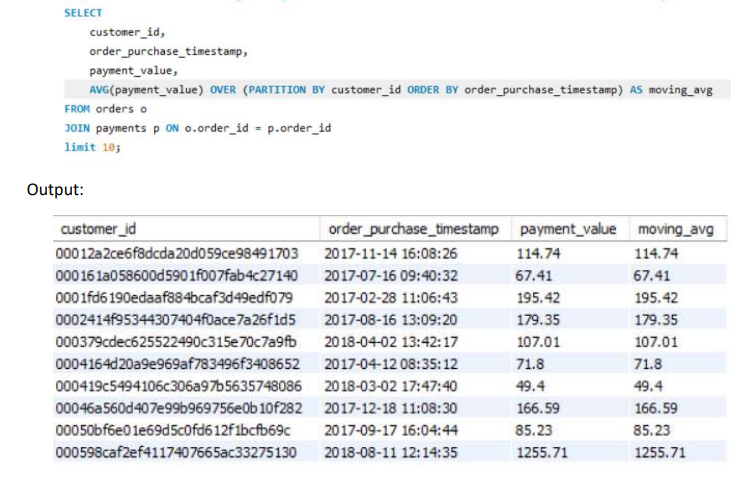 SELECT
customer_id,
order_purchase_timestamp,
payment_value,
AVG(payment_value) OVER (PARTITION BY customer_id ORDER BY order_purchase_timestamp) AS moving_avg
FROM orders o
JOIN payments p ON o.order_id = p.order_id
limit 10;
Output:
customer_id order_purchase_timestamp payment_value moving_avg
00012a2ce6f8dcda20d059ce98491703 2017-11-14 16:08:26 114.74 114.74
000161a058600d5901f007fab4c27140 2017-07-16 09:40:32 67.41 67.41
0001fd6190edaaf884bcaf3d49edf079 2017-02-28 11:06:43 195.42 195.42
0002414f95344307404f0ace7a26f1d5 2017-08-16 13:09:20 179.35 179.35
000379cdec625522490c315e70c7a9fb 2018-04-02 13:42:17 107.01 107.01
0004164d20a9e969af783496f3408652 2017-04-12 08:35:12 71.8 71.8
000419c5494106c306a97b5635748086 2018-03-02 17:47:40 49.4 49.4
00046a560d407e99b969756e0b10f282 2017-12-18 11:08:30 166.59 166.59
00050bf6e01e69d5c0fd612f1bcfb69c 2017-09-17 16:04:44 85.23 85.23
000598caf2ef4117407665ac33275130 2018-08-11 12:14:35 1255.71 1255.71